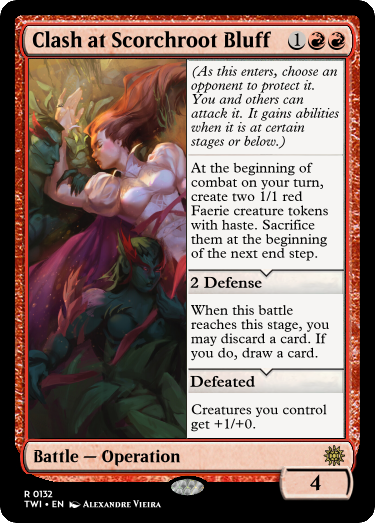 Clash at Scorchroot Bluff 1
(As this enters, choose an
opponent to protect it.
You and others can
attack it. It gains abilities
when it is at certain
stages or below.)
At the beginning of
combat on your turn,
create two 1/1 red
Faerie creature tokens
with haste. Sacrifice
them at the beginning
of the next end step.
2 Defense
When this battle
reaches this stage, you
may discard a card. If
you do, draw a card.
Defeated
Creatures you control
get +1/+0.
Battle — Operation
4
R 0132
TWI • EN Alexandre Vieira